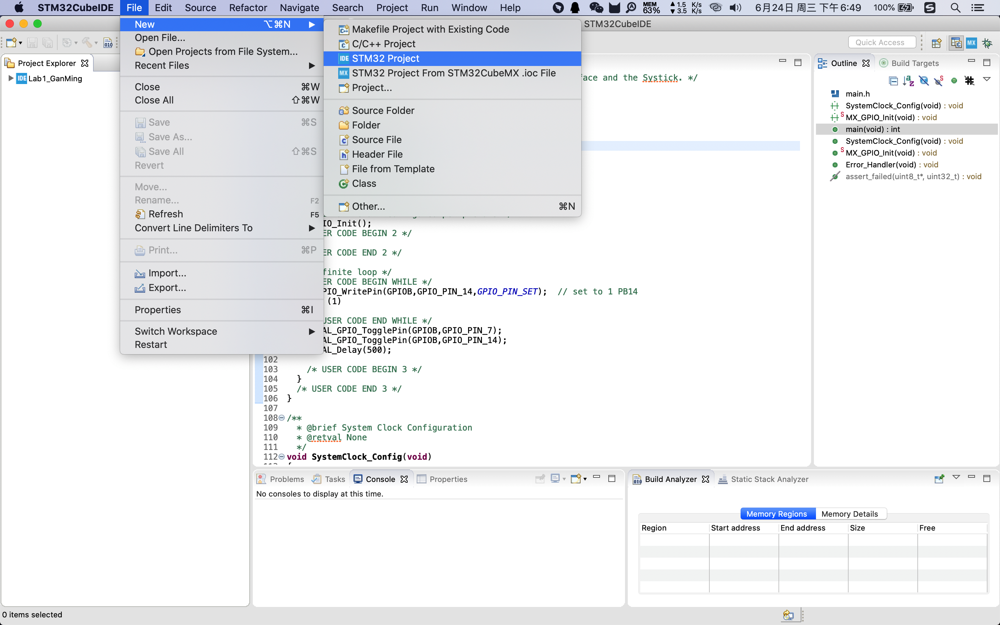 STM32CubeIDE File Edit Source Refactor Navigate Search Project Run Window Help MEM 63% 1.5 K/s 3.5 K/s 6月24日 周三 下午6:49 100%
STM32CubeIDE
Quick Access
MX
New ⌥⌘N
Open File...
Open Projects from File System...
Recent Files
Close ⌘W
Close All ⇧⌘W
Save ⌘S
Save As...
Save All ⇧⌘S
Revert
Move...
Rename... F2
Refresh F5
Convert Line Delimiters To
Print... ⌘P
Import...
Export...
Properties ⌘I
Switch Workspace
Restart
Makefile Project with Existing Code
C/C++ Project
IDE STM32 Project
MX STM32 Project From STM32CubeMX .ioc File
Project...
Source Folder
Folder
Source File
Header File
File from Template
Class
Other... ⌘N
Project Explorer
IDE Lab1_GanMing
face and the Systick. */
IO_Init();
ER CODE BEGIN 2 */
ER CODE END 2 */
finite loop */
ER CODE BEGIN WHILE */
PIO_WritePin(GPIOB,GPIO_PIN_14,GPIO_PIN_SET); // set to 1 PB14
(1)
USER CODE END WHILE */
AL_GPIO_TogglePin(GPIOB,GPIO_PIN_7);
AL_GPIO_TogglePin(GPIOB,GPIO_PIN_14);
AL_Delay(500);
102
103 /* USER CODE BEGIN 3 */
104 }
105 /* USER CODE END 3 */
106 }
107
108 /**
109 * @brief System Clock Configuration
110 * @retval None
111 */
112 void SystemClock_Config(void)
Outline Build Targets
main.h
SystemClock_Config(void) : void
MX_GPIO_Init(void) : void
main(void) : int
SystemClock_Config(void) : void
MX_GPIO_Init(void) : void
Error_Handler(void) : void
assert_failed(uint8_t*, uint32_t) : void
Problems Tasks Console Properties
No consoles to display at this time.
Build Analyzer Static Stack Analyzer
Memory Regions Memory Details
Region Start address End address Size Free
0 items selected